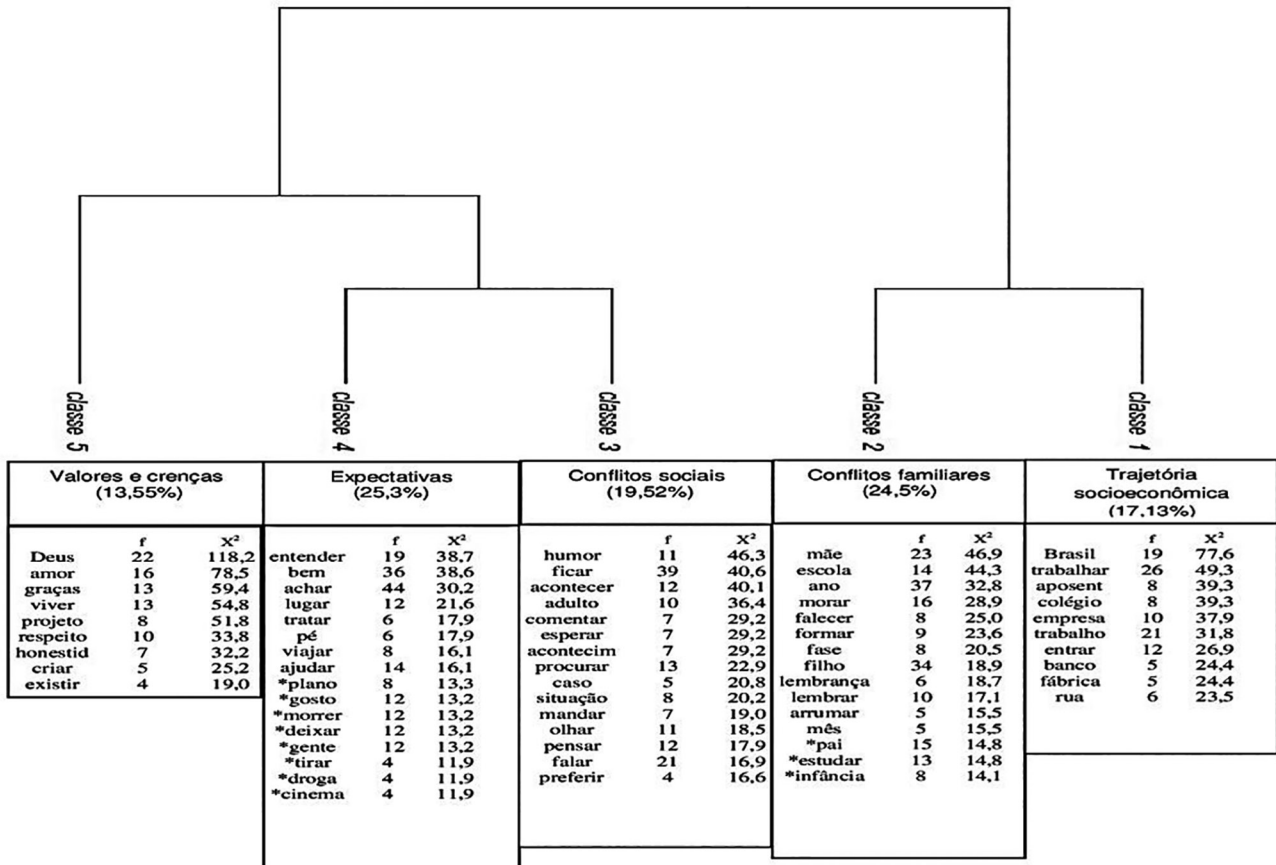 classe 5
classe 4
classe 3
classe 2
classe 1
Valores e crenças
(13,55%)
f X²
Deus 22 118,2
amor 16 78,5
graças 13 59,4
viver 13 54,8
projeto 8 51,8
respeito 10 33,8
honestid 7 32,2
criar 5 25,2
existir 4 19,0
Expectativas
(25,3%)
f X²
entender 19 38,7
bem 36 38,6
achar 44 30,2
lugar 12 21,6
tratar 6 17,9
pé 6 17,9
viajar 8 16,1
ajudar 14 16,1
*plano 8 13,3
*gosto 12 13,2
*morrer 12 13,2
*deixar 12 13,2
*gente 12 13,2
*tirar 4 11,9
*droga 4 11,9
*cinema 4 11,9
Conflitos sociais
(19,52%)
f X²
humor 11 46,3
ficar 39 40,6
acontecer 12 40,1
adulto 10 36,4
comentar 7 29,2
esperar 7 29,2
acontecim 7 29,2
procurar 13 22,9
caso 5 20,8
situação 8 20,2
mandar 7 19,0
olhar 11 18,5
pensar 12 17,9
falar 21 16,9
preferir 4 16,6
Conflitos familiares
(24,5%)
f X²
mãe 23 46,9
escola 14 44,3
ano 37 32,8
morar 16 28,9
falecer 8 25,0
formar 9 23,6
fase 8 20,5
filho 34 18,9
lembrança 6 18,7
lembrar 10 17,1
arrumar 5 15,5
mês 5 15,5
*pai 15 14,8
*estudar 13 14,8
*infância 8 14,1
Trajetória
socioeconômica
(17,13%)
f X²
Brasil 19 77,6
trabalhar 26 49,3
aposent 8 39,3
colégio 8 39,3
empresa 10 37,9
trabalho 21 31,8
entrar 12 26,9
banco 5 24,4
fábrica 5 24,4
rua 6 23,5